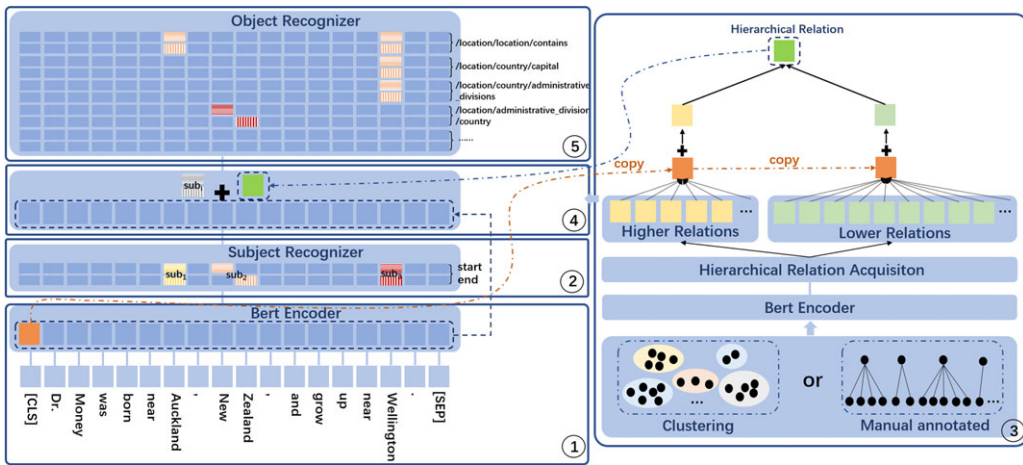 Object Recognizer
/location/location/contains
/location/country/capital
/location/country/administrative
_divisions
/location/administrative_division
/country
......
⑤
sub
+
④
Subject Recognizer
sub₁
sub₂
sub
start
end
②
Bert Encoder
[CLS]
Dr.
Money
was
born
near
Auckland
,
New
Zealand
,
and
grow
up
near
Wellington
.
[SEP]
①
Hierarchical Relation
+
+
copy
copy
...
...
Higher Relations
Lower Relations
Hierarchical Relation Acquisiton
Bert Encoder
...
or
...
Clustering
Manual annotated
③